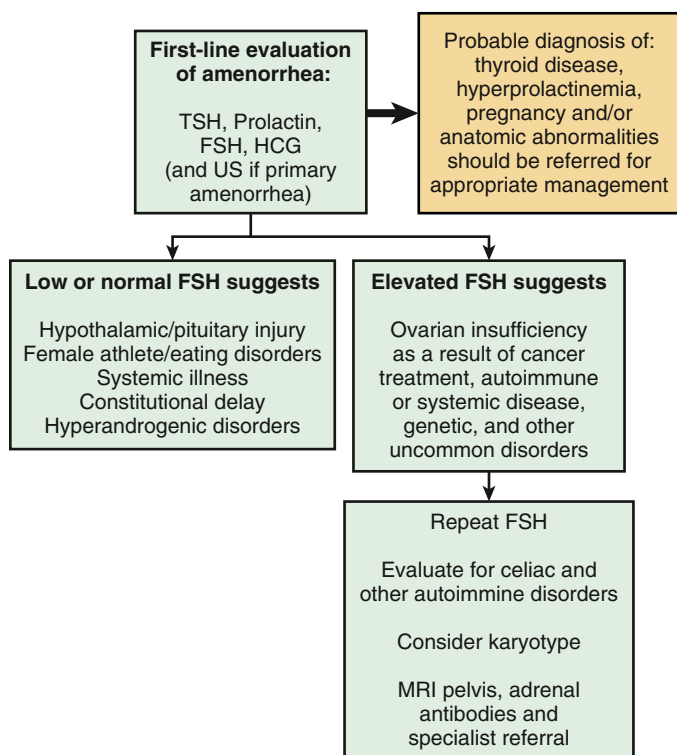 First-line evaluation
of amenorrhea:
TSH, Prolactin,
FSH, HCG
(and US if primary
amenorrhea)
Probable diagnosis of:
thyroid disease,
hyperprolactinemia,
pregnancy and/or
anatomic abnormalities
should be referred for
appropriate management
Low or normal FSH suggests
Hypothalamic/pituitary injury
Female athlete/eating disorders
Systemic illness
Constitutional delay
Hyperandrogenic disorders
Elevated FSH suggests
Ovarian insufficiency
as a result of cancer
treatment, autoimmune
or systemic disease,
genetic, and other
uncommon disorders
Repeat FSH
Evaluate for celiac and
other autoimmine disorders
Consider karyotype
MRI pelvis, adrenal
antibodies and
specialist referral